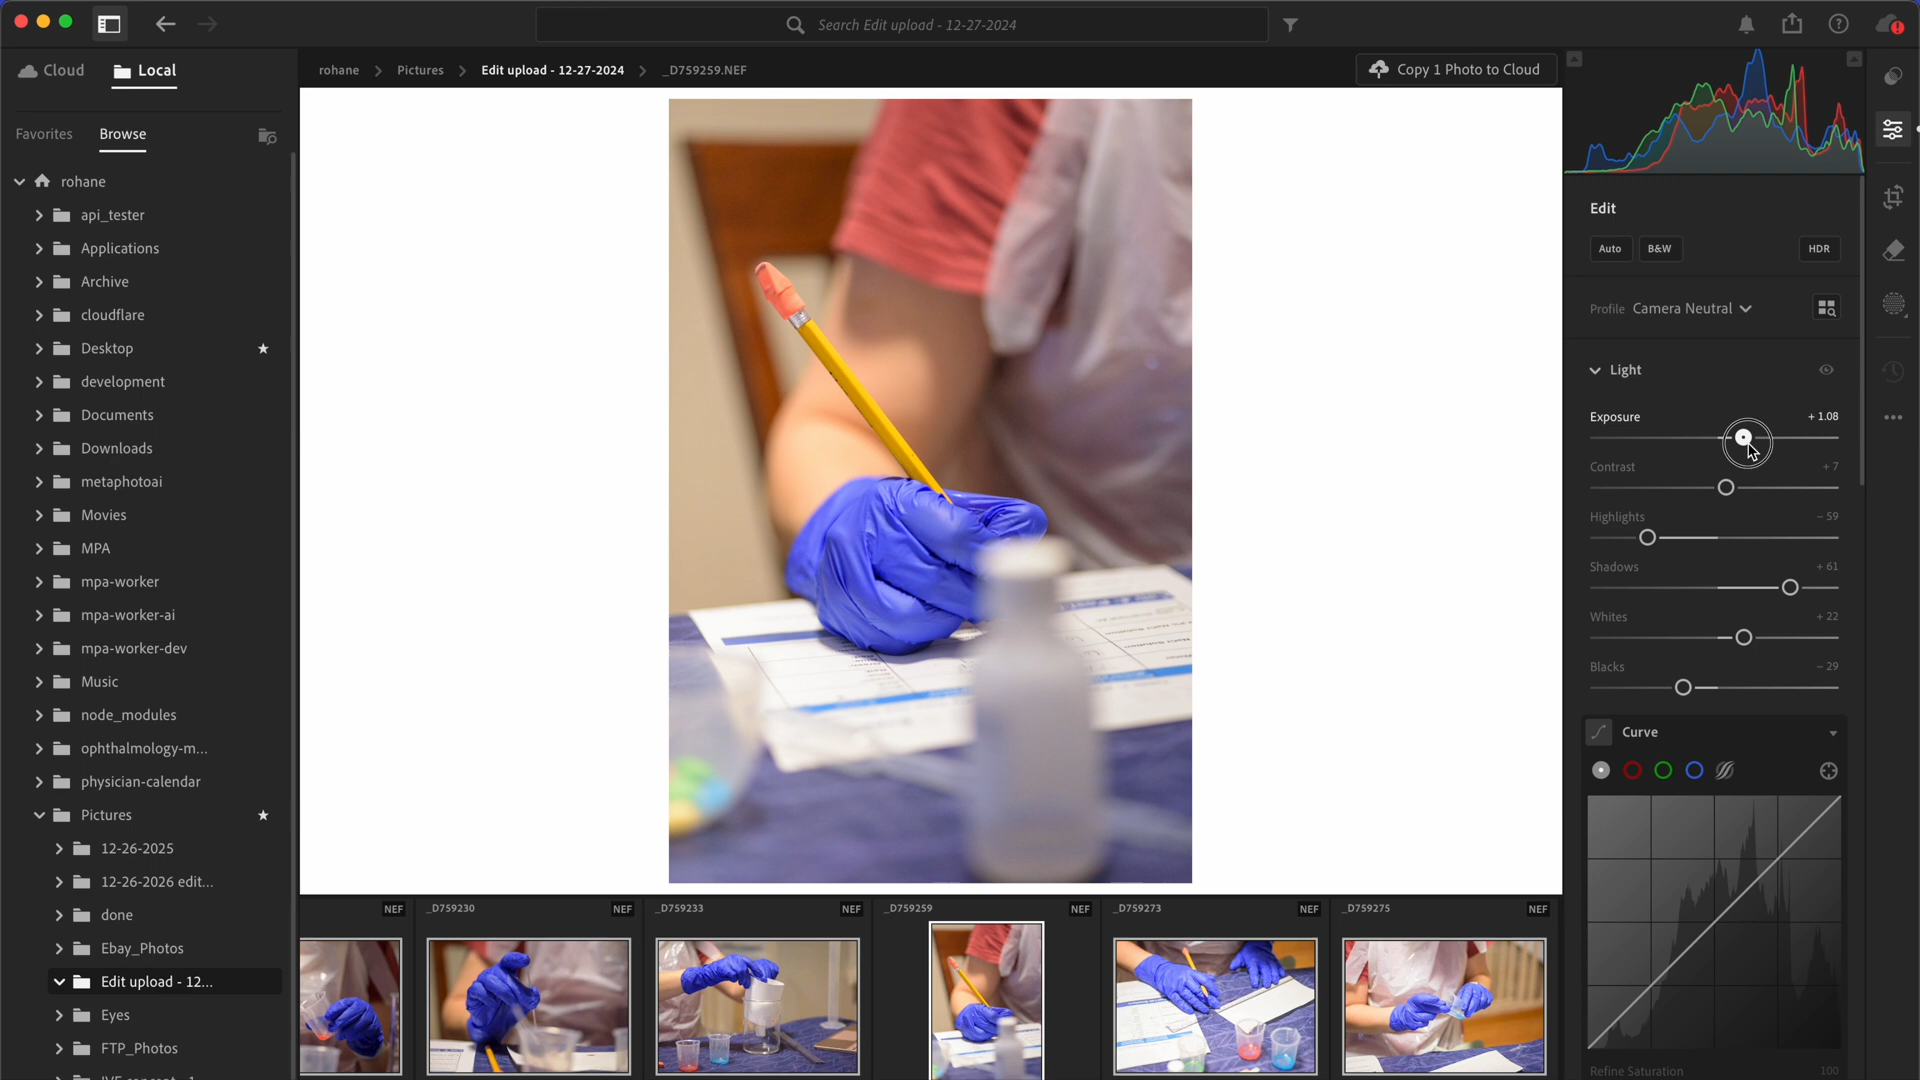 Search Edit upload - 12-27-2024
Cloud
Local
rohane
Pictures
Edit upload - 12-27-2024
_D759259.NEF
Copy 1 Photo to Cloud
Favorites
Browse
rohane
api_tester
Applications
Archive
cloudflare
Desktop
development
Documents
Downloads
metaphotoai
Movies
MPA
mpa-worker
mpa-worker-ai
mpa-worker-dev
Music
node_modules
ophthalmology-m...
physician-calendar
Pictures
12-26-2025
12-26-2026 edit...
done
Ebay_Photos
Edit upload - 12...
Eyes
FTP_Photos
NEF
_D759230
NEF
_D759233
NEF
_D759259
NEF
_D759273
NEF
_D759275
NEF
Edit
Auto
B&W
HDR
Profile Camera Neutral
Light
Exposure + 1.08
Contrast + 7
Highlights – 59
Shadows + 61
Whites + 22
Blacks – 29
Curve
Refine Saturation 100